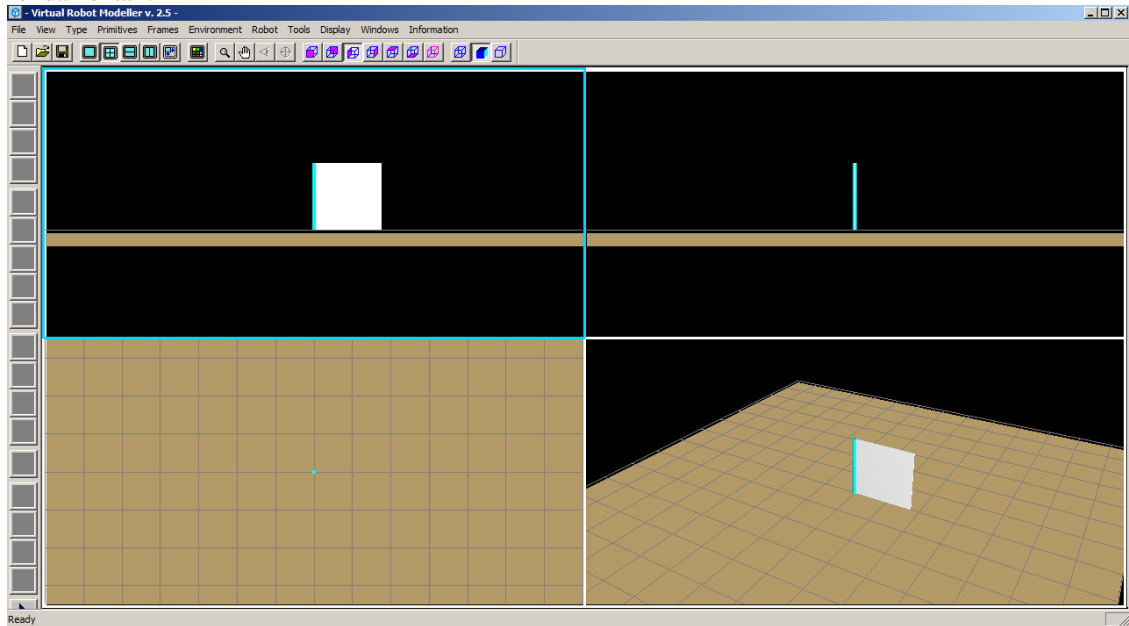 - Virtual Robot Modeller v. 2.5 -
File View Type Primitives Frames Environment Robot Tools Display Windows Information
Ready